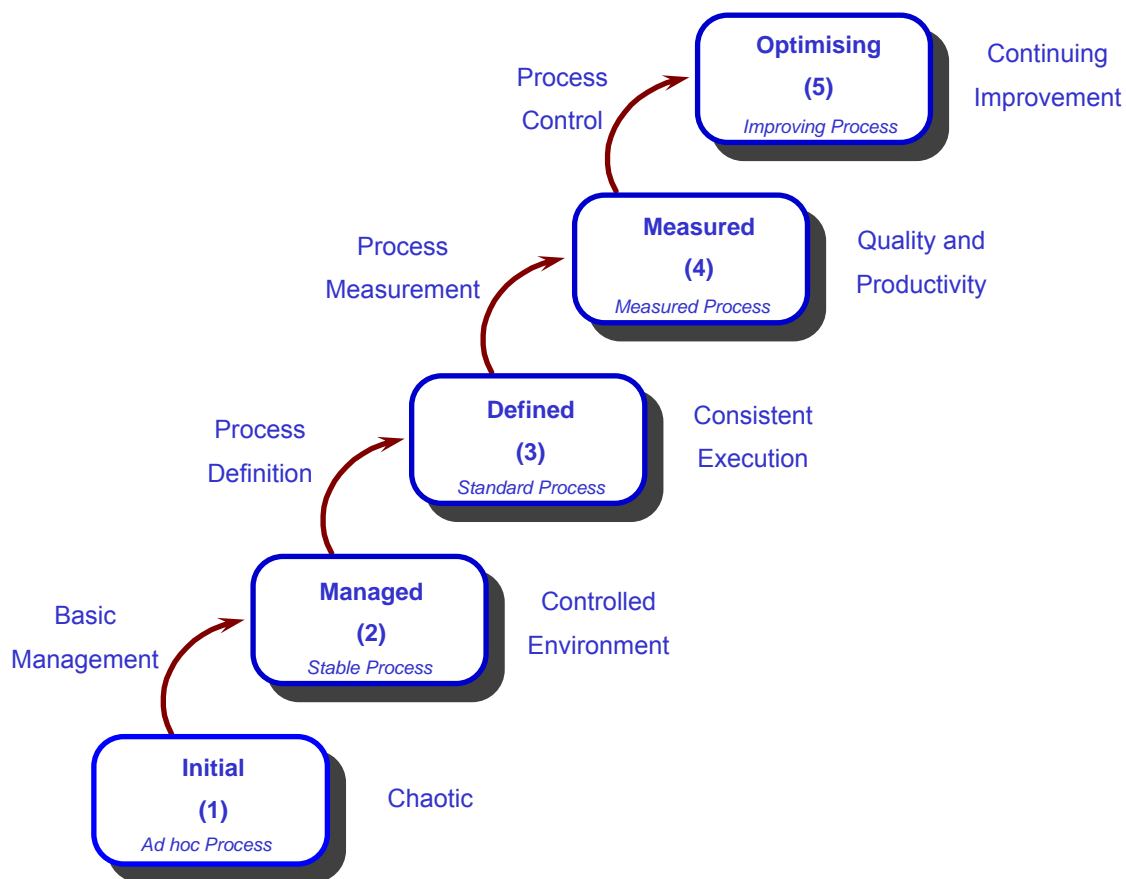 Optimising
(5)
Improving Process
Continuing
Improvement
Process
Control
Measured
(4)
Measured Process
Quality and
Productivity
Process
Measurement
Defined
(3)
Standard Process
Consistent
Execution
Process
Definition
Managed
(2)
Stable Process
Controlled
Environment
Basic
Management
Initial
(1)
Ad hoc Process
Chaotic